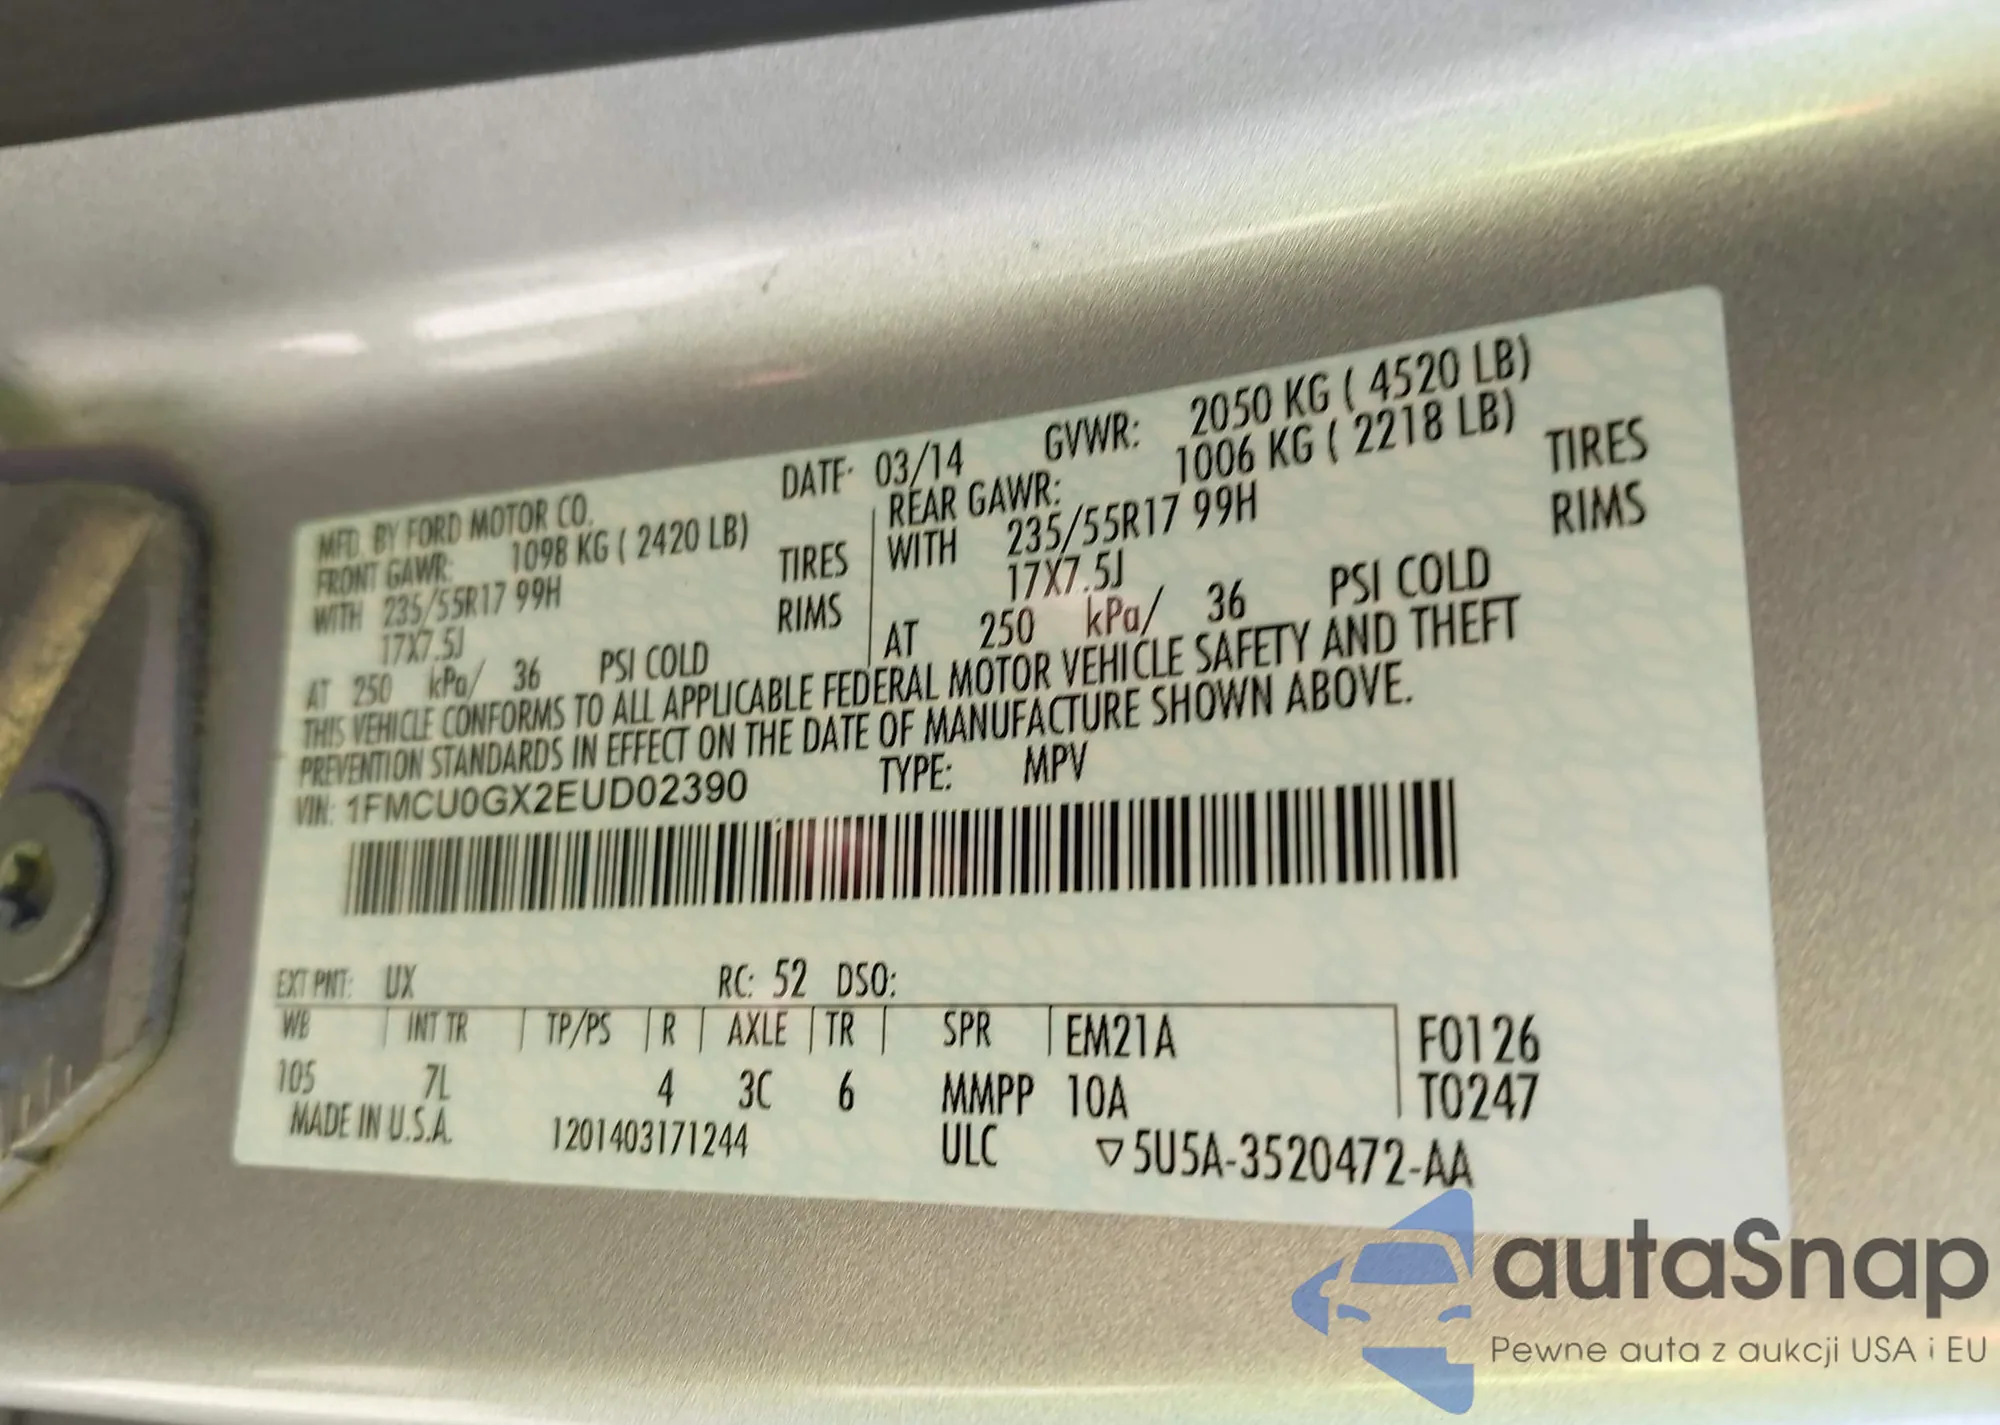 MFD. BY FORD MOTOR CO.
DATE: 03/14
GVWR: 2050 KG ( 4520 LB)
FRONT GAWR: 1098 KG ( 2420 LB)
REAR GAWR: 1006 KG ( 2218 LB)
WITH 235/55R17 99H TIRES
WITH 235/55R17 99H TIRES
17X7.5J RIMS
17X7.5J RIMS
AT 250 kPa/ 36 PSI COLD
AT 250 kPa/ 36 PSI COLD
THIS VEHICLE CONFORMS TO ALL APPLICABLE FEDERAL MOTOR VEHICLE SAFETY AND THEFT
PREVENTION STANDARDS IN EFFECT ON THE DATE OF MANUFACTURE SHOWN ABOVE.
VIN: 1FMCU0GX2EUD02390
TYPE: MPV
EXT PNT: UX RC: 52 DSO:
WB | INT TR | TP/PS | R | AXLE | TR | SPR | EM21A F0126
105 7L 4 3C 6 MMPP 10A T0247
MADE IN U.S.A. 1201403171244 ULC ▽5U5A-3520472-AA
autaSnap
Pewne auta z aukcji USA i EU